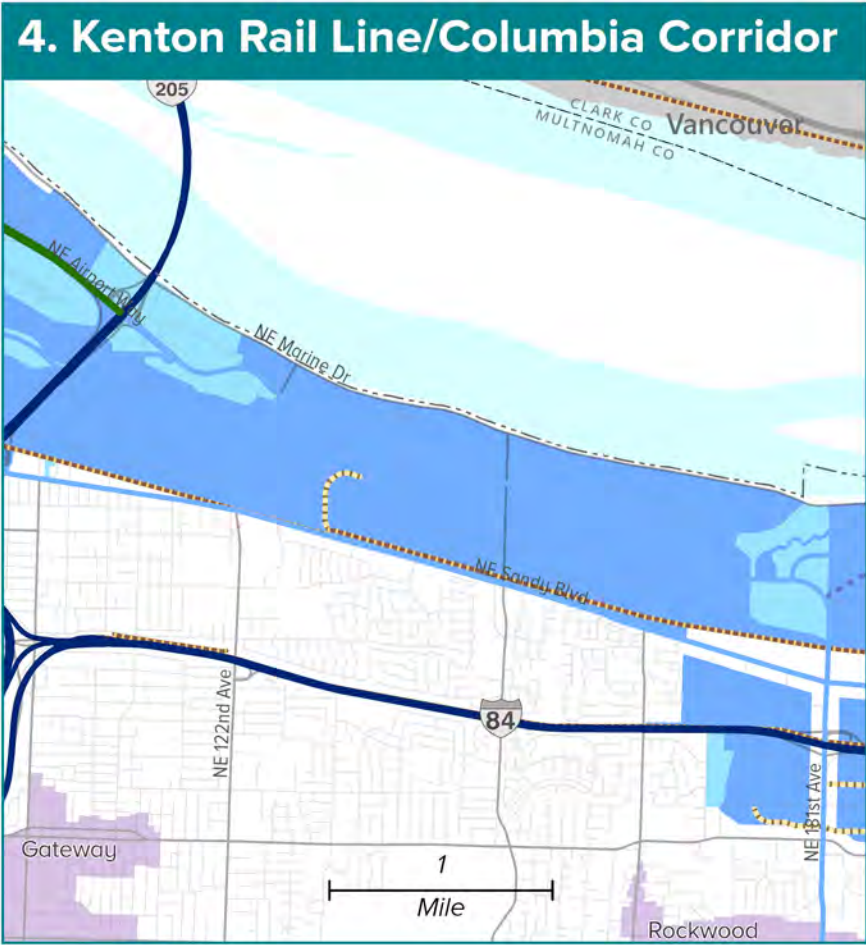 4. Kenton Rail Line/Columbia Corridor
205
CLARK CO
MULTNOMAH CO
Vancouver
NE Airport Way
NE Marine Dr
NE Sandy Blvd
NE 122nd Ave
84
NE 181st Ave
Gateway
1
Mile
Rockwood